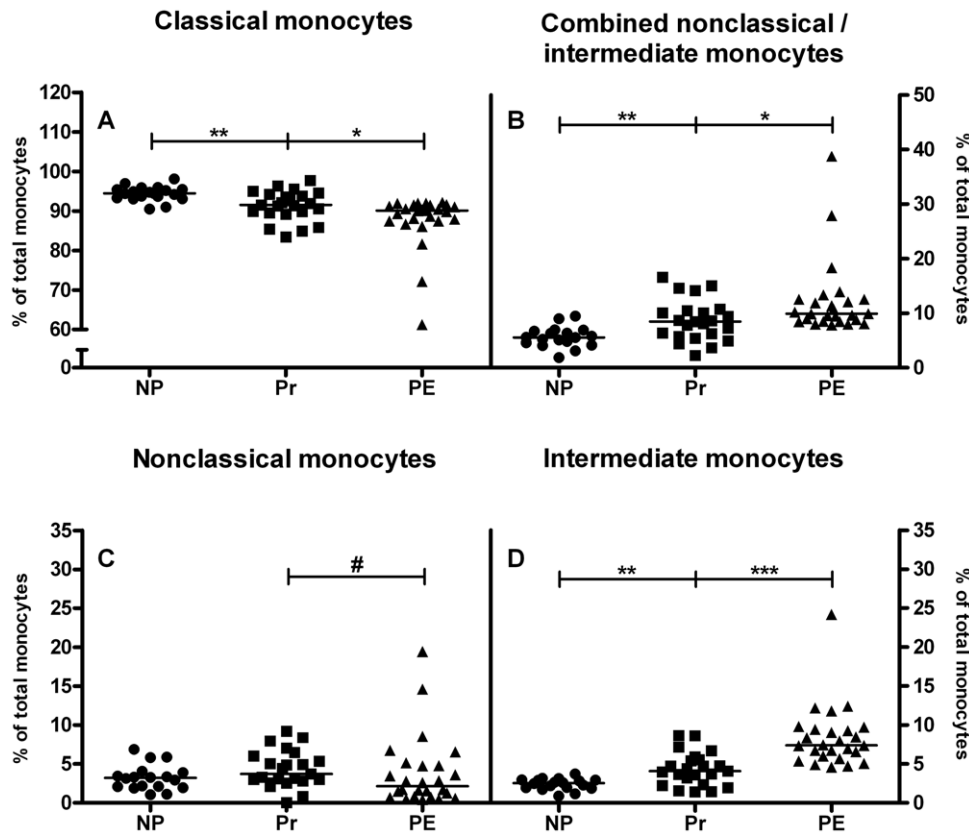 Classical monocytes
Combined nonclassical /
intermediate monocytes
A
B
% of total monocytes
120
110
100
90
80
70
60
0
**
*
NP
Pr
PE
**
*
NP
Pr
PE
50
40
30
20
10
0
% of total monocytes
Nonclassical monocytes
Intermediate monocytes
C
D
% of total monocytes
35
30
25
20
15
10
5
0
#
NP
Pr
PE
**
***
NP
Pr
PE
35
30
25
20
15
10
5
0
% of total monocytes